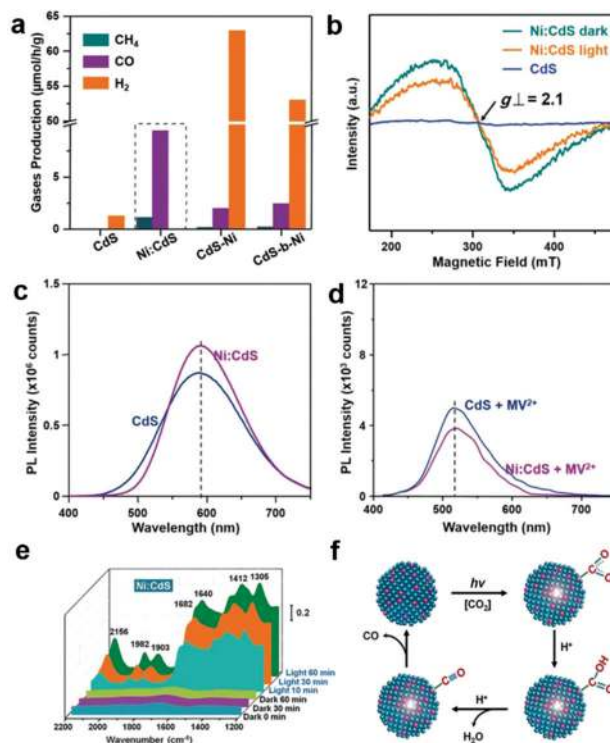 a
Gases Production (μmol/h/g)
65
60
55
50
5
0
CH₄
CO
H₂
CdS
Ni:CdS
CdS-Ni
CdS-b-Ni
b
Intensity (a.u.)
Ni:CdS dark
Ni:CdS light
CdS
g⊥ = 2.1
200 300 400
Magnetic Field (mT)
c
PL Intensity (x10⁶ counts)
1.5
1
0.5
0
Ni:CdS
CdS
400 500 600 700
Wavelength (nm)
d
PL Intensity (x10³ counts)
12
8
4
0
CdS + MV²⁺
Ni:CdS + MV²⁺
400 500 600 700
Wavelength (nm)
e
Ni:CdS
2156
1982
1903
1682
1640
1412
1305
0.2
Light 60 min
Light 30 min
Light 10 min
Dark 60 min
Dark 30 min
Dark 0 min
2200 2000 1800 1600 1400 1200
Wavenumber (cm⁻¹)
f
hv
[CO₂]
C
O
O
H⁺
C
OH
O
H⁺
H₂O
C
O
CO